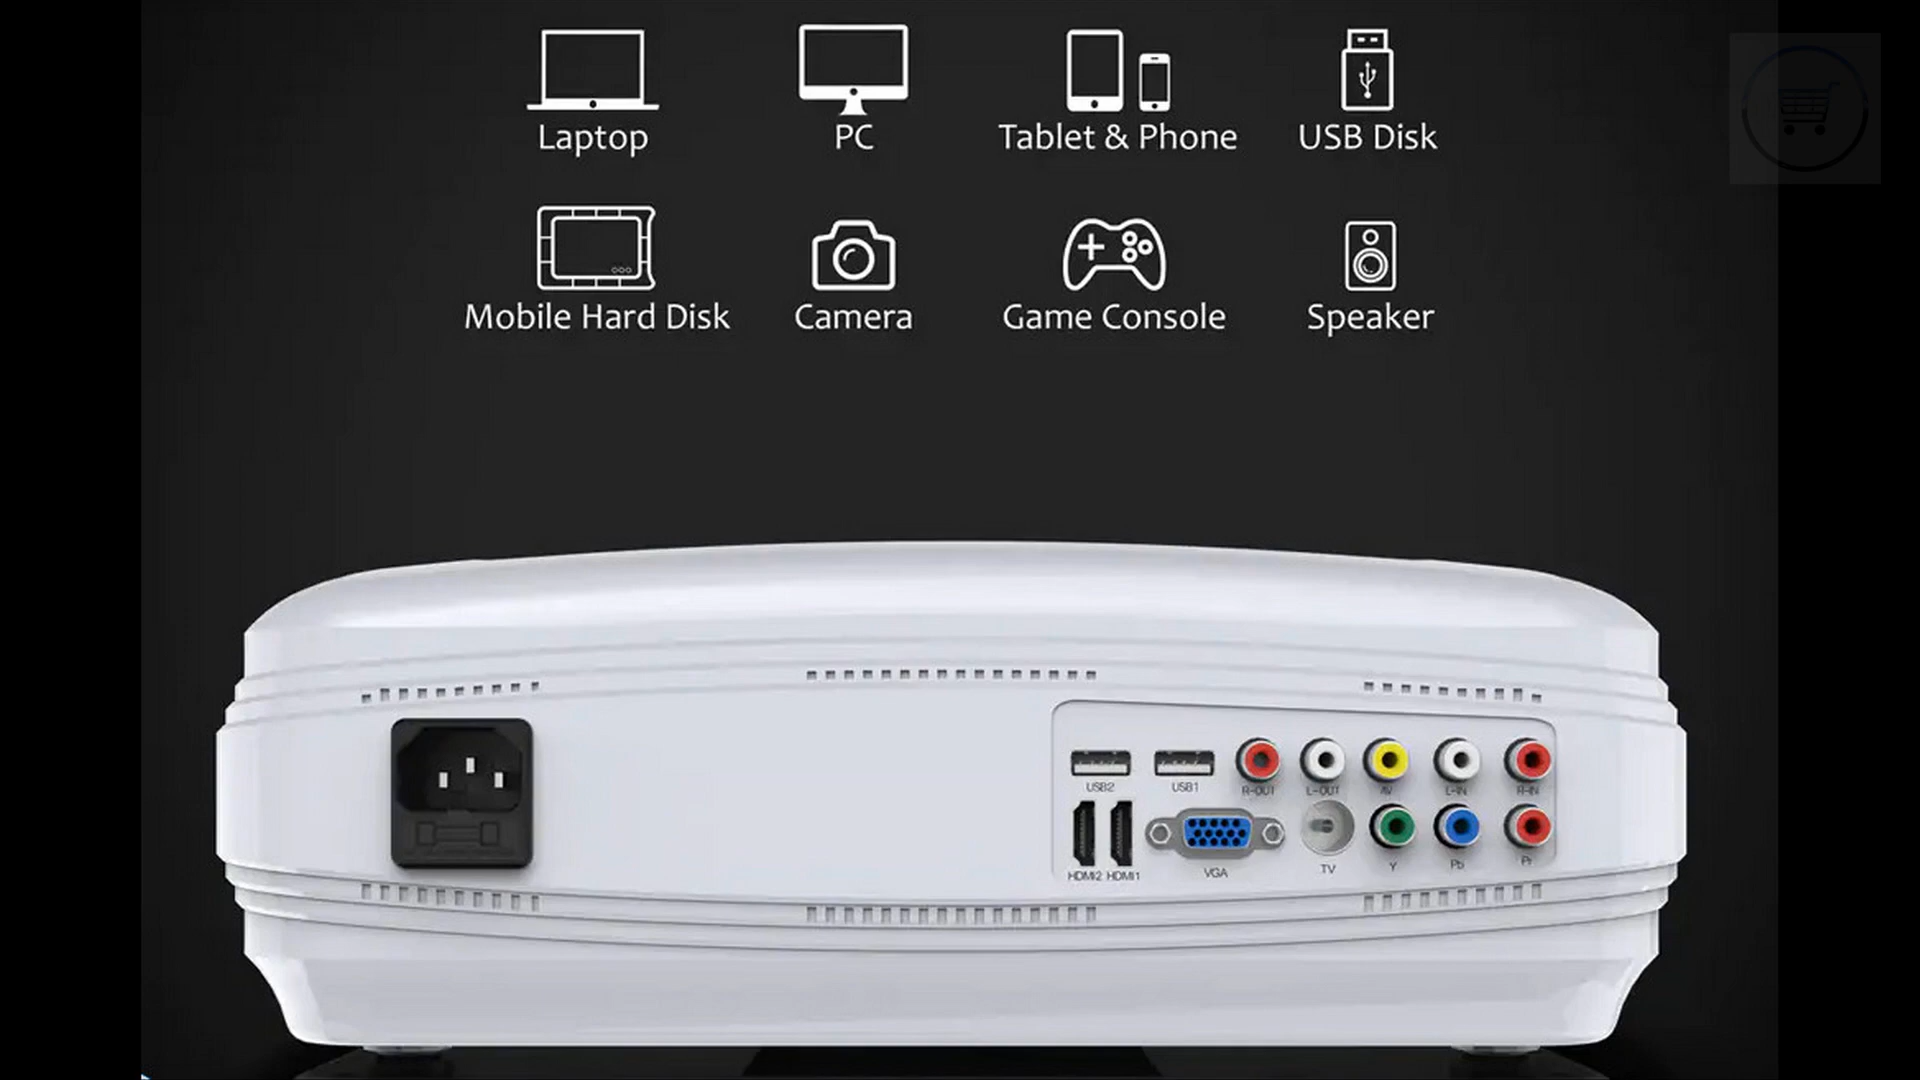 Laptop
PC
Tablet & Phone
USB Disk
Mobile Hard Disk
Camera
Game Console
Speaker
USB2
USB1
R-OUT
L-OUT
AV
L-IN
R-IN
HDMI2
HDMI1
VGA
TV
Y
Pb
Pr